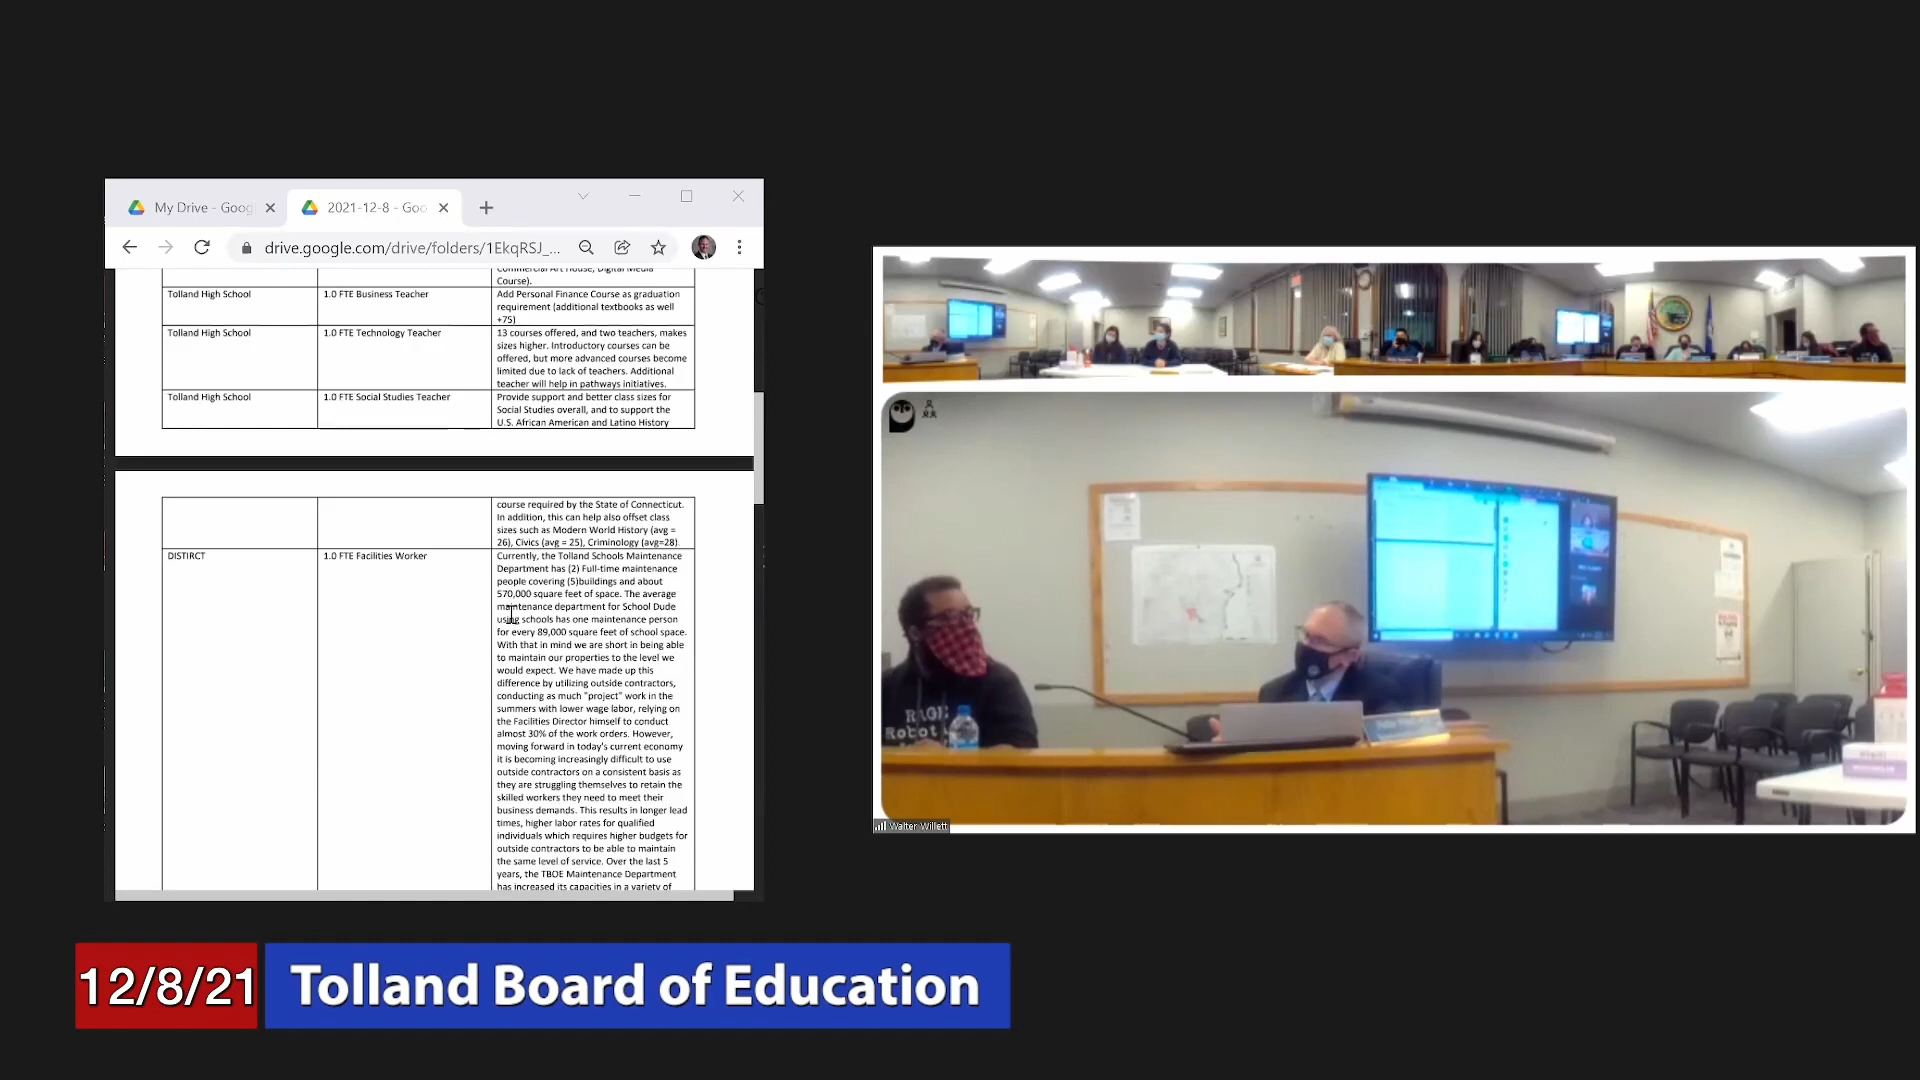 My Drive - Goog
2021-12-8 - Goo
drive.google.com/drive/folders/1EkqRSJ_...
Commercial Art House, Digital Media
Course).
Tolland High School
1.0 FTE Business Teacher
Add Personal Finance Course as graduation
requirement (additional textbooks as well
+75)
Tolland High School
1.0 FTE Technology Teacher
13 courses offered, and two teachers, makes
sizes higher. Introductory courses can be
offered, but more advanced courses become
limited due to lack of teachers. Additional
teacher will help in pathways initiatives.
Tolland High School
1.0 FTE Social Studies Teacher
Provide support and better class sizes for
Social Studies overall, and to support the
U.S. African American and Latino History
course required by the State of Connecticut.
In addition, this can help also offset class
sizes such as Modern World History (avg =
26), Civics (avg = 25), Criminology (avg=28).
DISTIRCT
1.0 FTE Facilities Worker
Currently, the Tolland Schools Maintenance
Department has (2) Full-time maintenance
people covering (5)buildings and about
570,000 square feet of space. The average
maintenance department for School Dude
using schools has one maintenance person
for every 89,000 square feet of school space.
With that in mind we are short in being able
to maintain our properties to the level we
would expect. We have made up this
difference by utilizing outside contractors,
conducting as much "project" work in the
summers with lower wage labor, relying on
the Facilities Director himself to conduct
almost 30% of the work orders. However,
moving forward in today's current economy
it is becoming increasingly difficult to use
outside contractors on a consistent basis as
they are struggling themselves to retain the
skilled workers they need to meet their
business demands. This results in longer lead
times, higher labor rates for qualified
individuals which requires higher budgets for
outside contractors to be able to maintain
the same level of service. Over the last 5
years, the TBOE Maintenance Department
has increased its capacities in a variety of
RAGE
Robot
Walter Willett
12/8/21
Tolland Board of Education